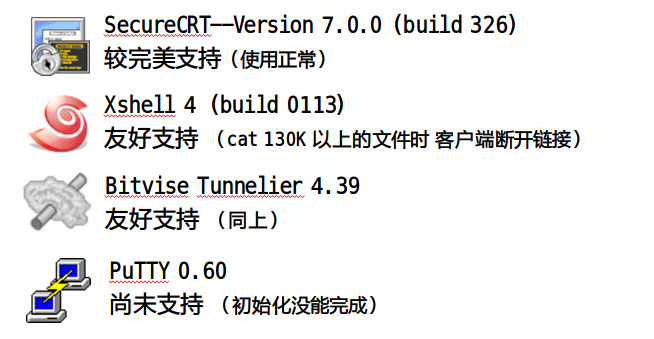 SecureCRT——Version 7.0.0 (build 326)
较完美支持（使用正常）
Xshell 4 (build 0113)
友好支持 （cat 130K 以上的文件时 客户端断开链接）
Bitvise Tunnelier 4.39
友好支持 （同上）
PuTTY 0.60
尚未支持 （初始化没能完成）